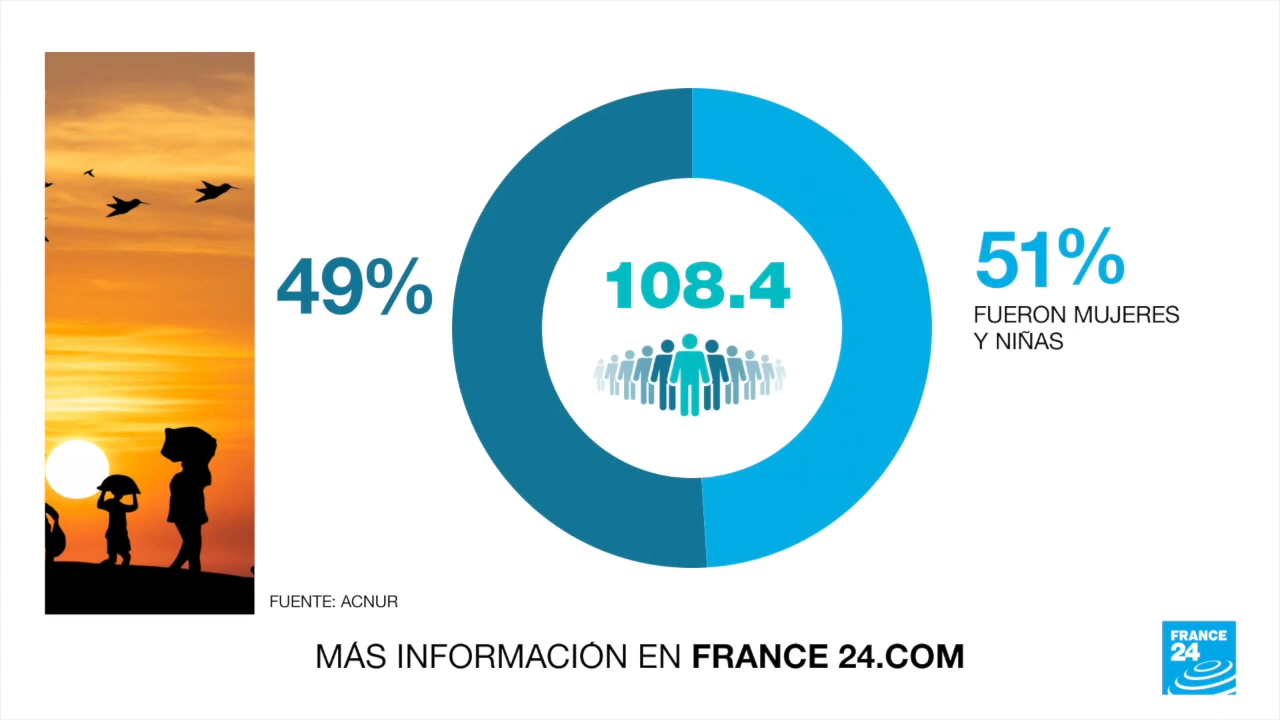 49%
108.4
51%
FUERON MUJERES
Y NIÑAS
FUENTE: ACNUR
MÁS INFORMACIÓN EN FRANCE 24.COM
FRANCE
24